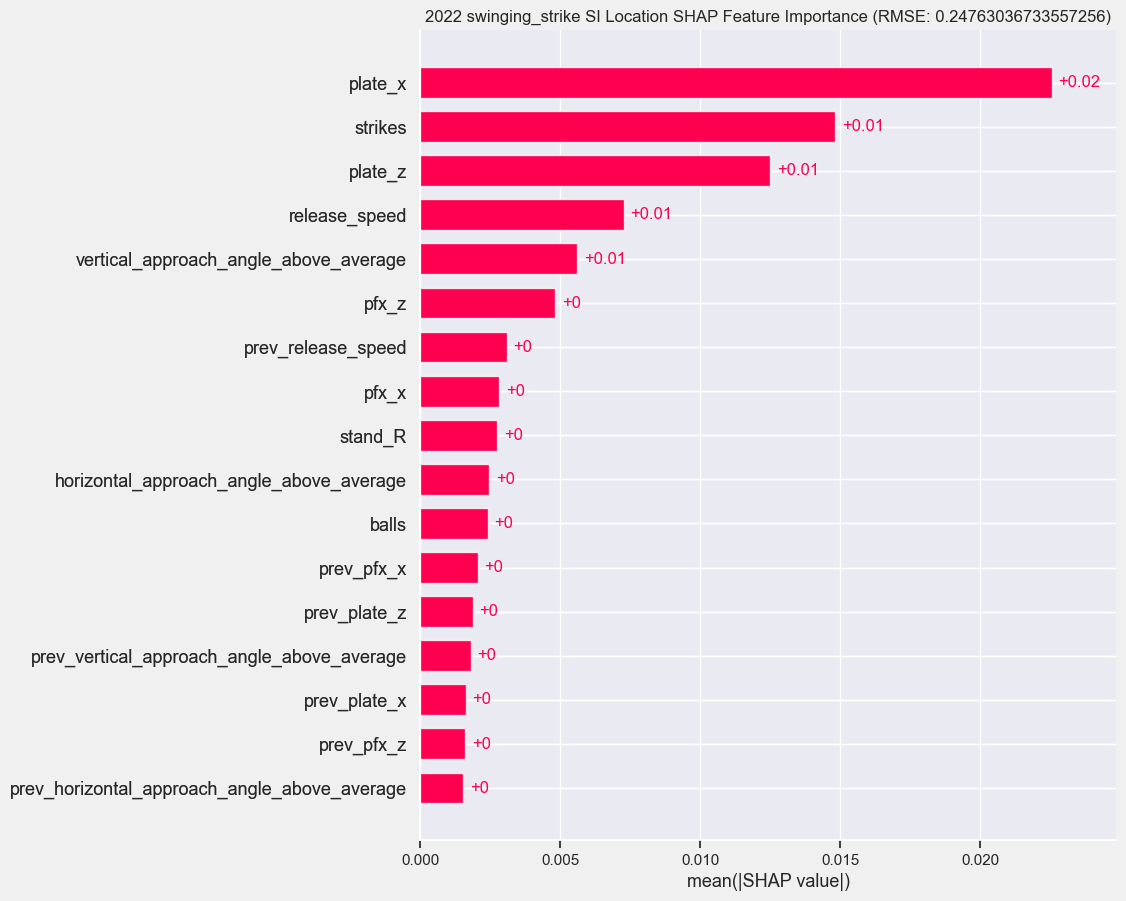 2022 swinging_strike SI Location SHAP Feature Importance (RMSE: 0.24763036733557256)
plate_x +0.02
strikes +0.01
plate_z +0.01
release_speed +0.01
vertical_approach_angle_above_average +0.01
pfx_z +0
prev_release_speed +0
pfx_x +0
stand_R +0
horizontal_approach_angle_above_average +0
balls +0
prev_pfx_x +0
prev_plate_z +0
prev_vertical_approach_angle_above_average +0
prev_plate_x +0
prev_pfx_z +0
prev_horizontal_approach_angle_above_average +0
0.000 0.005 0.010 0.015 0.020
mean(|SHAP value|)